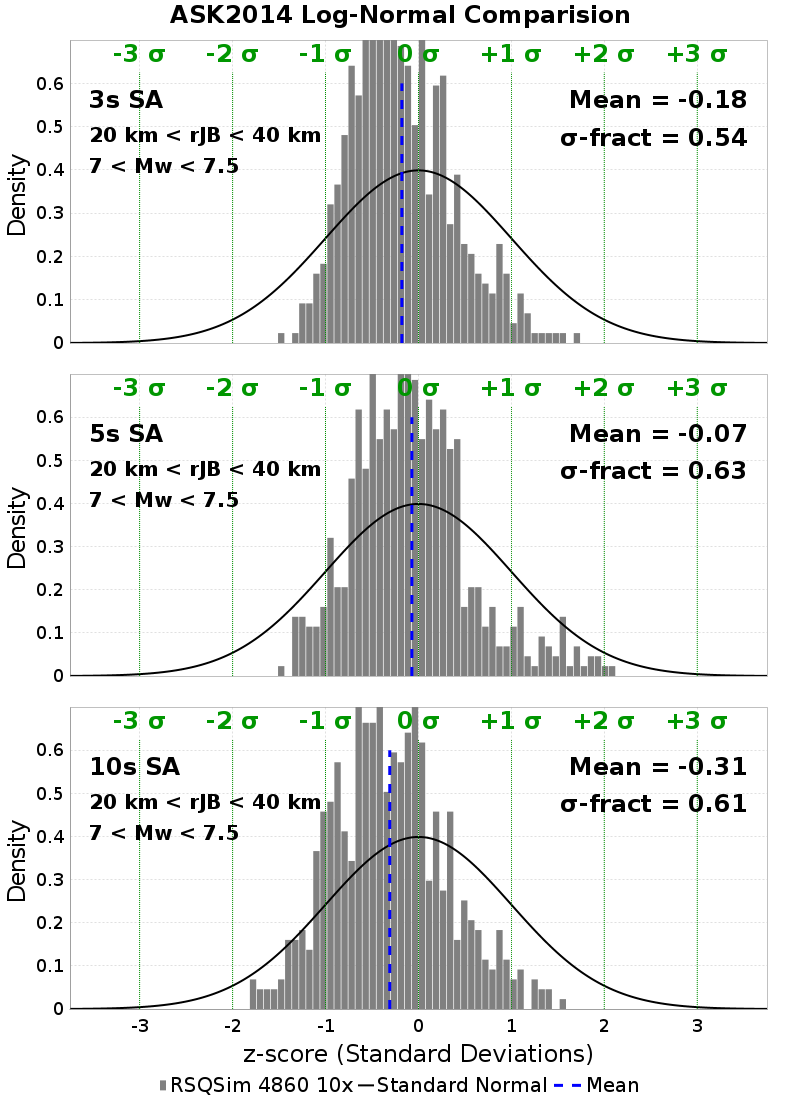 ASK2014 Log-Normal Comparision
-3 σ -2 σ -1 σ 0 σ +1 σ +2 σ +3 σ
3s SA
20 km < rJB < 40 km
7 < Mw < 7.5
Mean = -0.18
σ-fract = 0.54
Density
0.6
0.5
0.4
0.3
0.2
0.1
0
-3 σ -2 σ -1 σ 0 σ +1 σ +2 σ +3 σ
5s SA
20 km < rJB < 40 km
7 < Mw < 7.5
Mean = -0.07
σ-fract = 0.63
Density
0.6
0.5
0.4
0.3
0.2
0.1
0
-3 σ -2 σ -1 σ 0 σ +1 σ +2 σ +3 σ
10s SA
20 km < rJB < 40 km
7 < Mw < 7.5
Mean = -0.31
σ-fract = 0.61
Density
0.6
0.5
0.4
0.3
0.2
0.1
0
-3 -2 -1 0 1 2 3
z-score (Standard Deviations)
RSQSim 4860 10x Standard Normal Mean